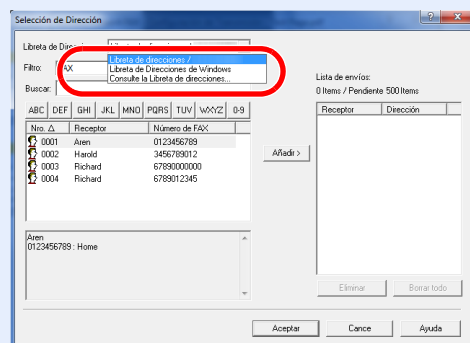 Selección de Dirección
Libreta de
Libreta de direcciones /
Libreta de Direcciones de Windows
Consulte la Libreta de direcciones...
Filtro: AX
Buscar:
Lista de envíos:
0 Items / Pendiente 500 Items
ABC DEF GHI JKL MNO PQRS TUV WXYZ 0-9
Nro. Receptor Número de FAX
0001 Aren 0123456789
0002 Harold 3456789012
0003 Richard 67890000000
0004 Richard 6789012345
Añadir >
Receptor Dirección
Aren
0123456789 : Home
Eliminar Borrar todo
Aceptar Cance Ayuda